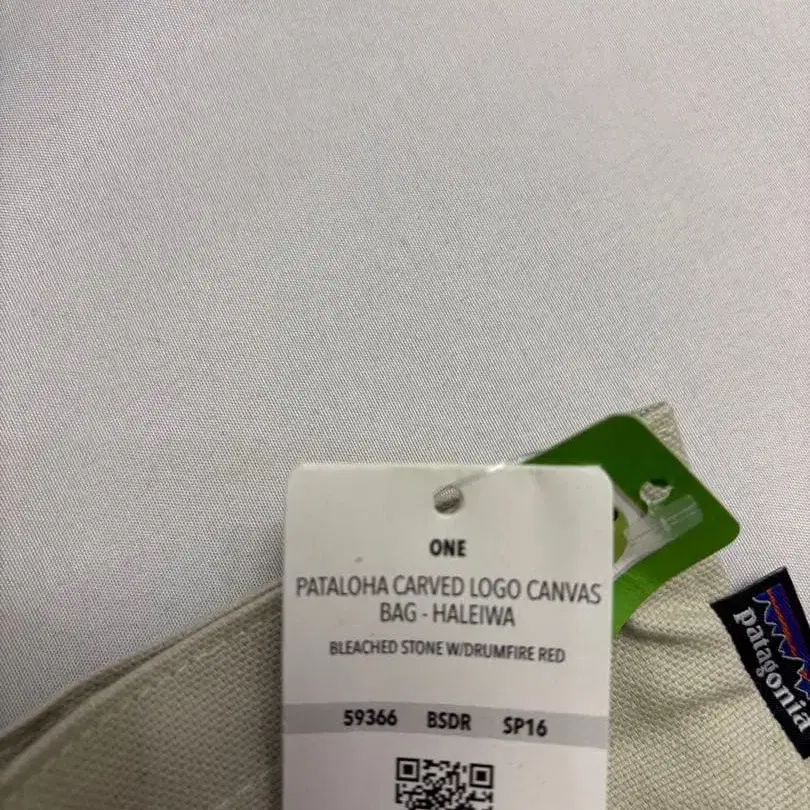 ONE
PATALOHA CARVED LOGO CANVAS
BAG - HALEIWA
BLEACHED STONE W/DRUMFIRE RED
59366 BSDR SP16
patagonia